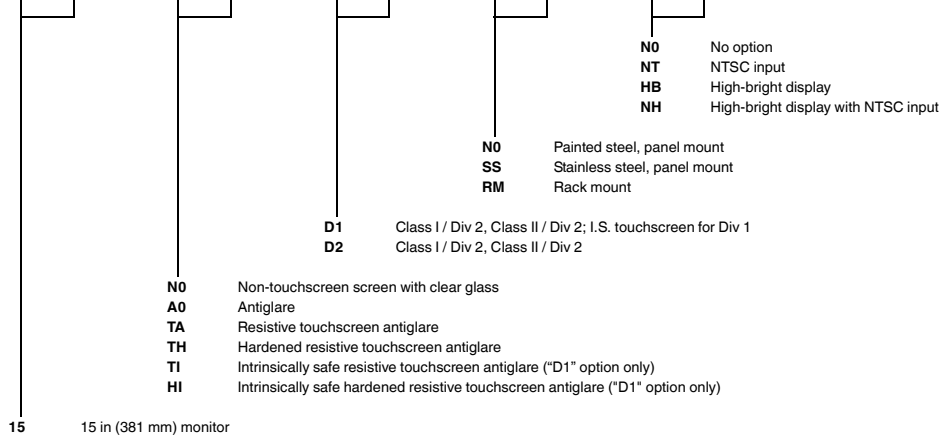 N0 No option
NT NTSC input
HB High-bright display
NH High-bright display with NTSC input
N0 Painted steel, panel mount
SS Stainless steel, panel mount
RM Rack mount
D1 Class I / Div 2, Class II / Div 2; I.S. touchscreen for Div 1
D2 Class I / Div 2, Class II / Div 2
N0 Non-touchscreen screen with clear glass
A0 Antiglare
TA Resistive touchscreen antiglare
TH Hardened resistive touchscreen antiglare
TI Intrinsically safe resistive touchscreen antiglare (“D1” option only)
HI Intrinsically safe hardened resistive touchscreen antiglare ("D1" option only)
15 15 in (381 mm) monitor